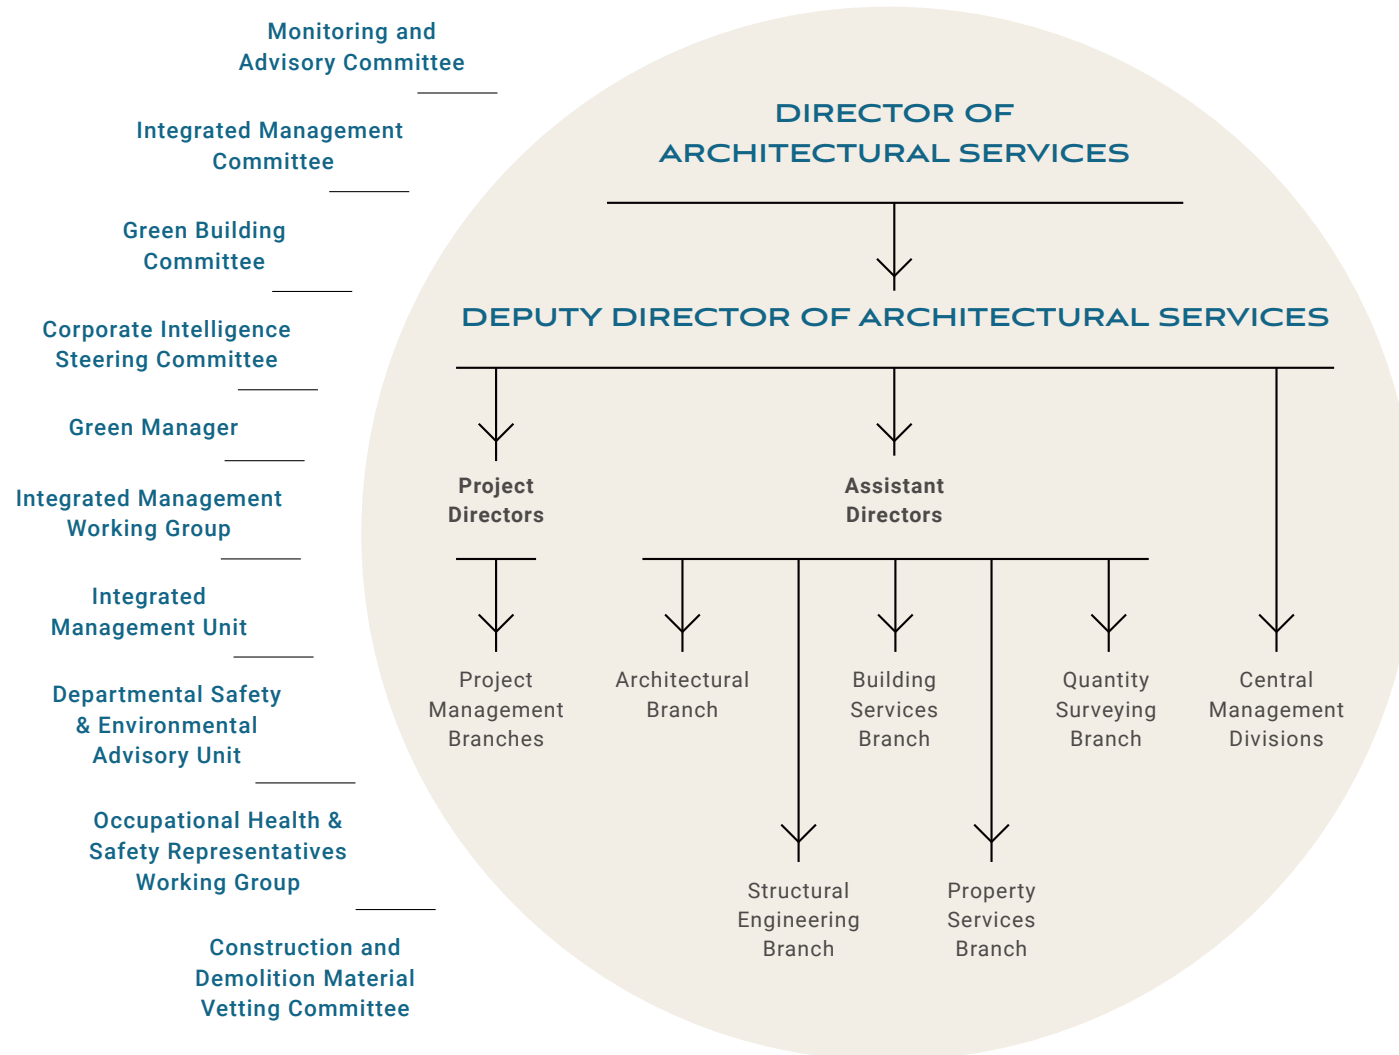 Monitoring and
Advisory Committee
Integrated Management
Committee
Green Building
Committee
Corporate Intelligence
Steering Committee
Green Manager
Integrated Management
Working Group
Integrated
Management Unit
Departmental Safety
& Environmental
Advisory Unit
Occupational Health &
Safety Representatives
Working Group
Construction and
Demolition Material
Vetting Committee
DIRECTOR OF
ARCHITECTURAL SERVICES
DEPUTY DIRECTOR OF ARCHITECTURAL SERVICES
Project
Directors
Assistant
Directors
Project
Management
Branches
Architectural
Branch
Building
Services
Branch
Quantity
Surveying
Branch
Central
Management
Divisions
Structural
Engineering
Branch
Property
Services
Branch